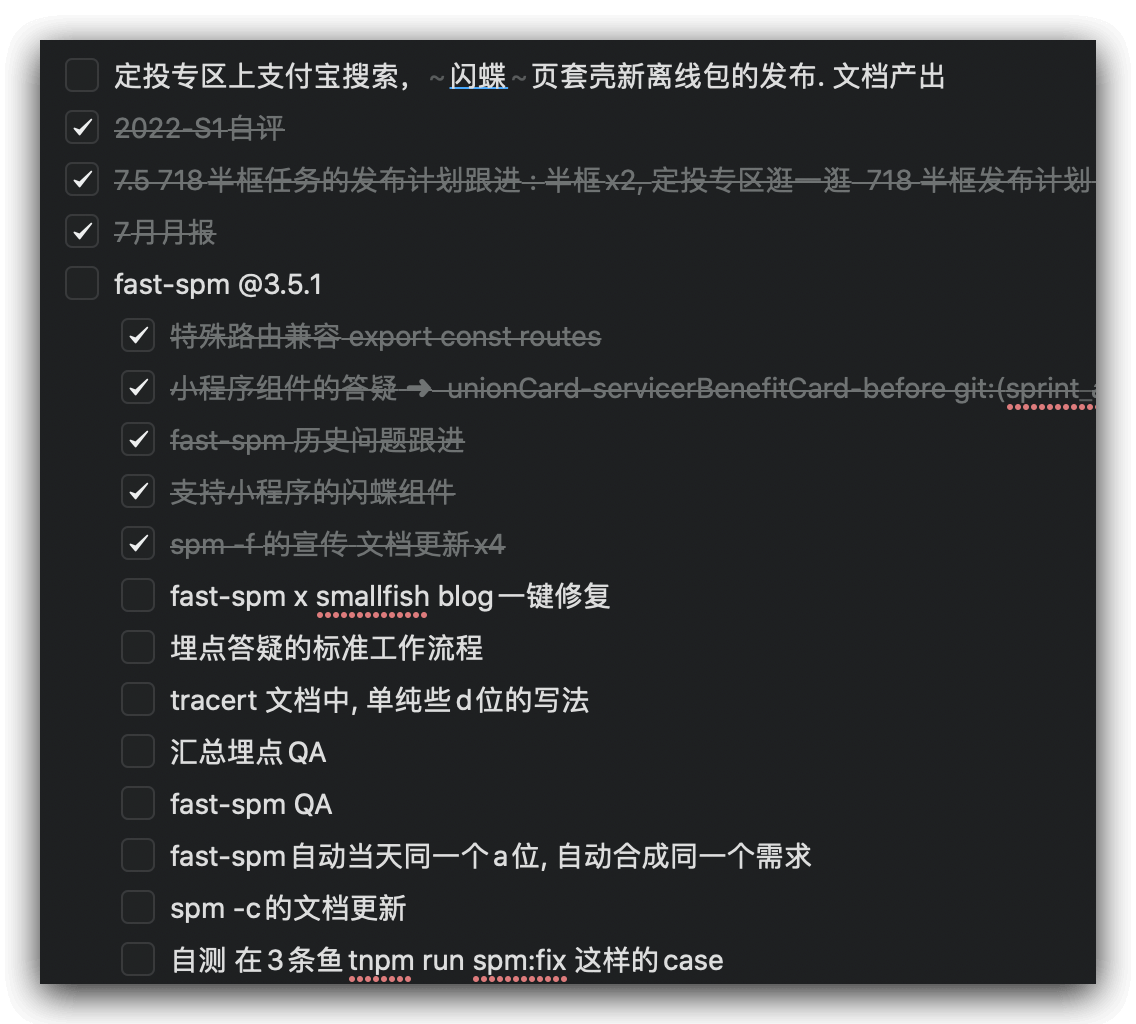 定投专区上支付宝搜索，~闪蝶~页套壳新离线包的发布. 文档产出
2022-S1自评
7.5 718半框任务的发布计划跟进：半框x2, 定投专区逛一逛 718 半框发布计划
7月月报
fast-spm @3.5.1
特殊路由兼容 export const routes
小程序组件的答疑 ➜ unionCard-servicerBenefitCard-before git:(sprint_
fast-spm 历史问题跟进
支持小程序的闪蝶组件
spm -f 的宣传 文档更新x4
fast-spm x smallfish blog一键修复
埋点答疑的标准工作流程
tracert 文档中, 单纯些d位的写法
汇总埋点QA
fast-spm QA
fast-spm自动当天同一个a位, 自动合成同一个需求
spm -c的文档更新
自测 在3条鱼tnpm run spm:fix 这样的case